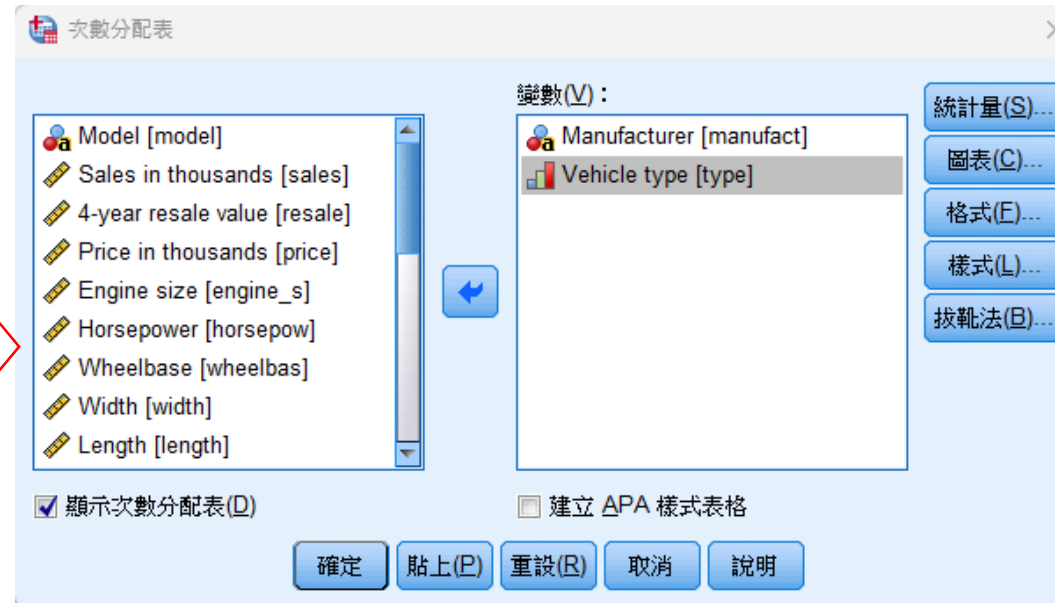 次數分配表
變數(V)：
Model [model]
Sales in thousands [sales]
4-year resale value [resale]
Price in thousands [price]
Engine size [engine_s]
Horsepower [horsepow]
Wheelbase [wheelbas]
Width [width]
Length [length]
Manufacturer [manufact]
Vehicle type [type]
統計量(S)...
圖表(C)...
格式(F)...
樣式(L)...
拔靴法(B)...
顯示次數分配表(D)
建立 APA 樣式表格
確定
貼上(P)
重設(R)
取消
說明